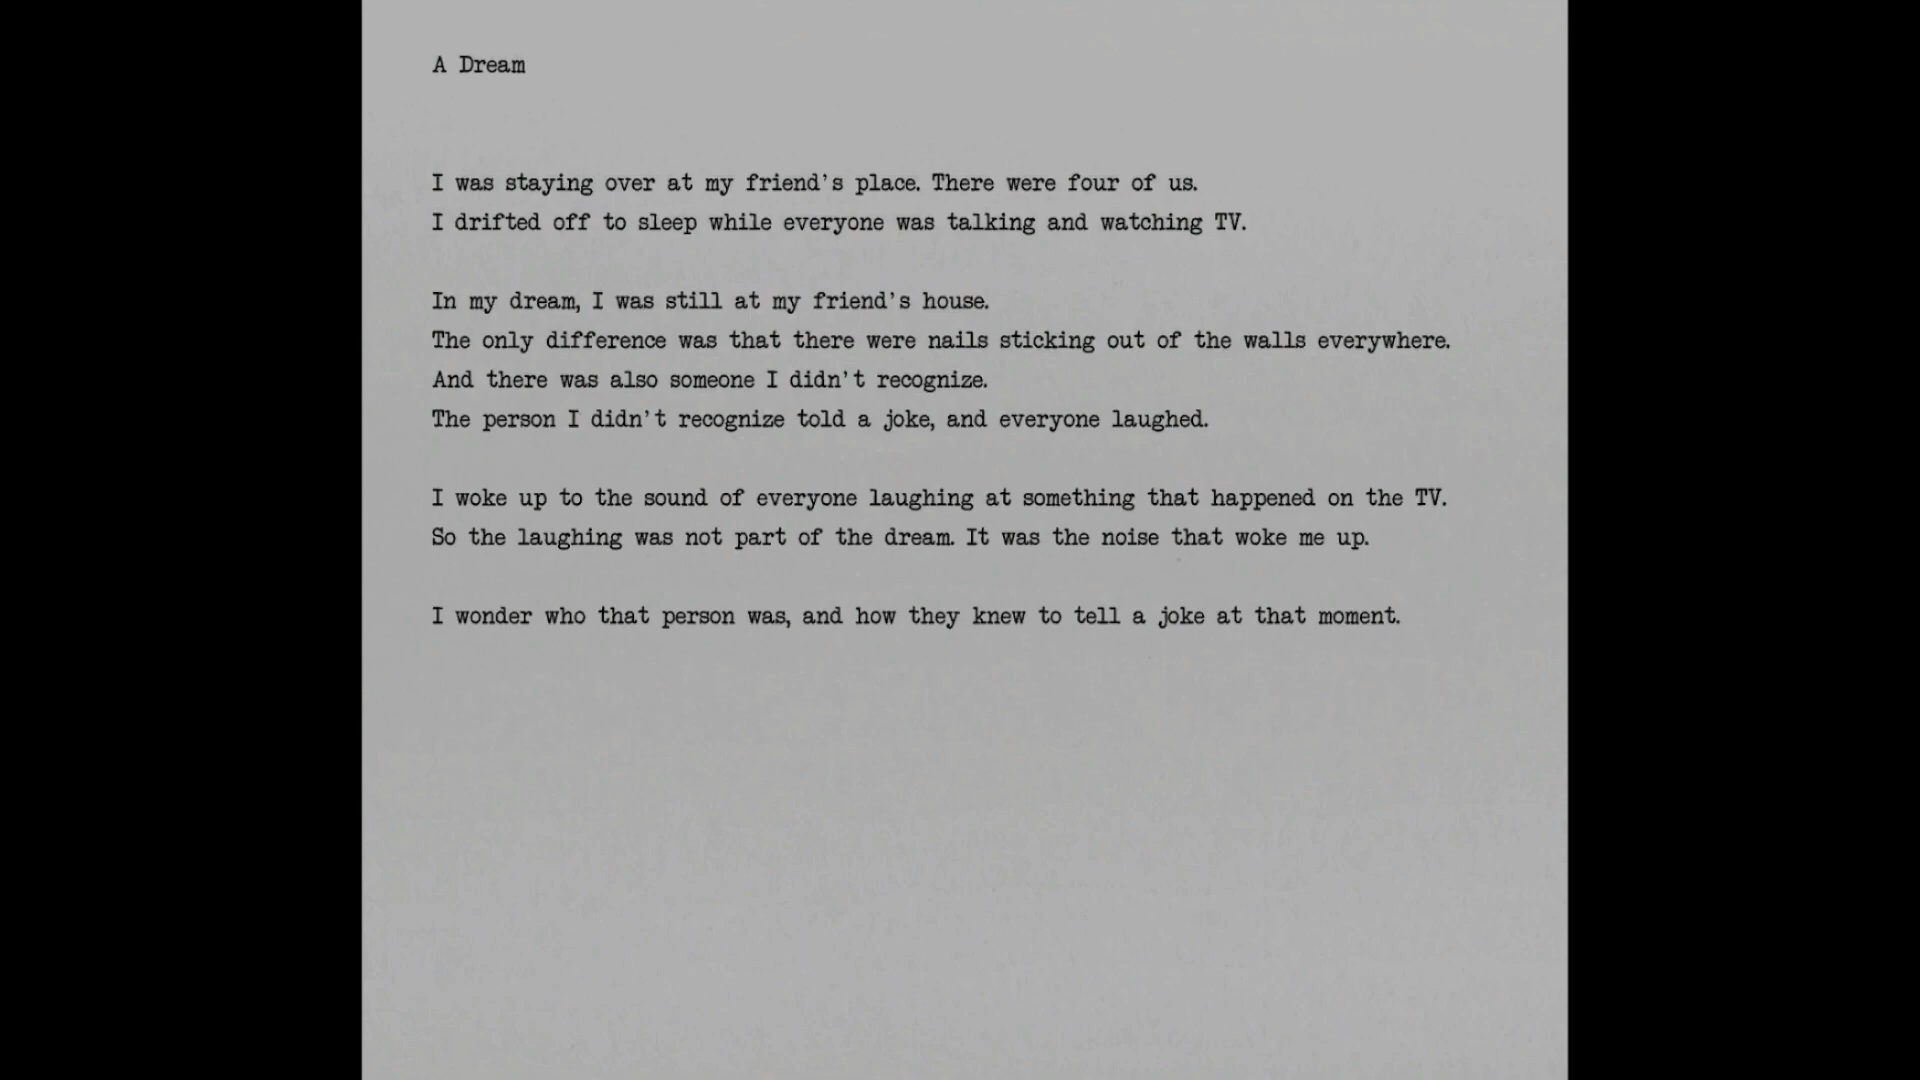 A Dream
I was staying over at my friend's place. There were four of us.
I drifted off to sleep while everyone was talking and watching TV.
In my dream, I was still at my friend's house.
The only difference was that there were nails sticking out of the walls everywhere.
And there was also someone I didn't recognize.
The person I didn't recognize told a joke, and everyone laughed.
I woke up to the sound of everyone laughing at something that happened on the TV.
So the laughing was not part of the dream. It was the noise that woke me up.
I wonder who that person was, and how they knew to tell a joke at that moment.